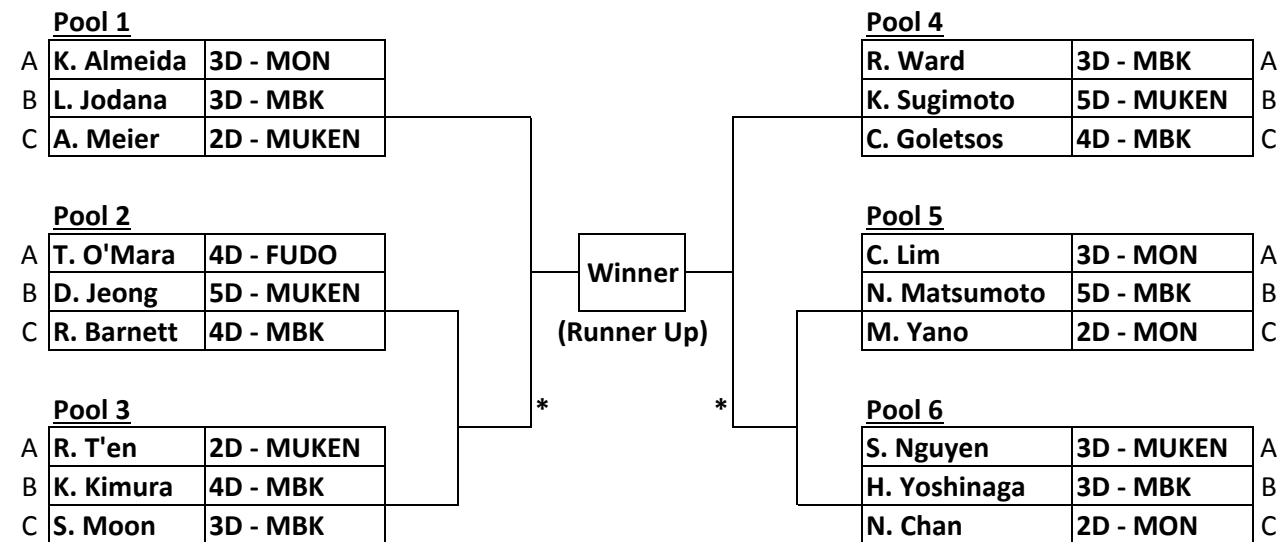 Pool 1
A K. Almeida 3D - MON
B L. Jodana 3D - MBK
C A. Meier 2D - MUKEN
Pool 2
A T. O'Mara 4D - FUDO
B D. Jeong 5D - MUKEN
C R. Barnett 4D - MBK
Pool 3
A R. T'en 2D - MUKEN
B K. Kimura 4D - MBK
C S. Moon 3D - MBK
Winner
(Runner Up)
* *
Pool 4
R. Ward 3D - MBK A
K. Sugimoto 5D - MUKEN B
C. Goletsos 4D - MBK C
Pool 5
C. Lim 3D - MON A
N. Matsumoto 5D - MBK B
M. Yano 2D - MON C
Pool 6
S. Nguyen 3D - MUKEN A
H. Yoshinaga 3D - MBK B
N. Chan 2D - MON C